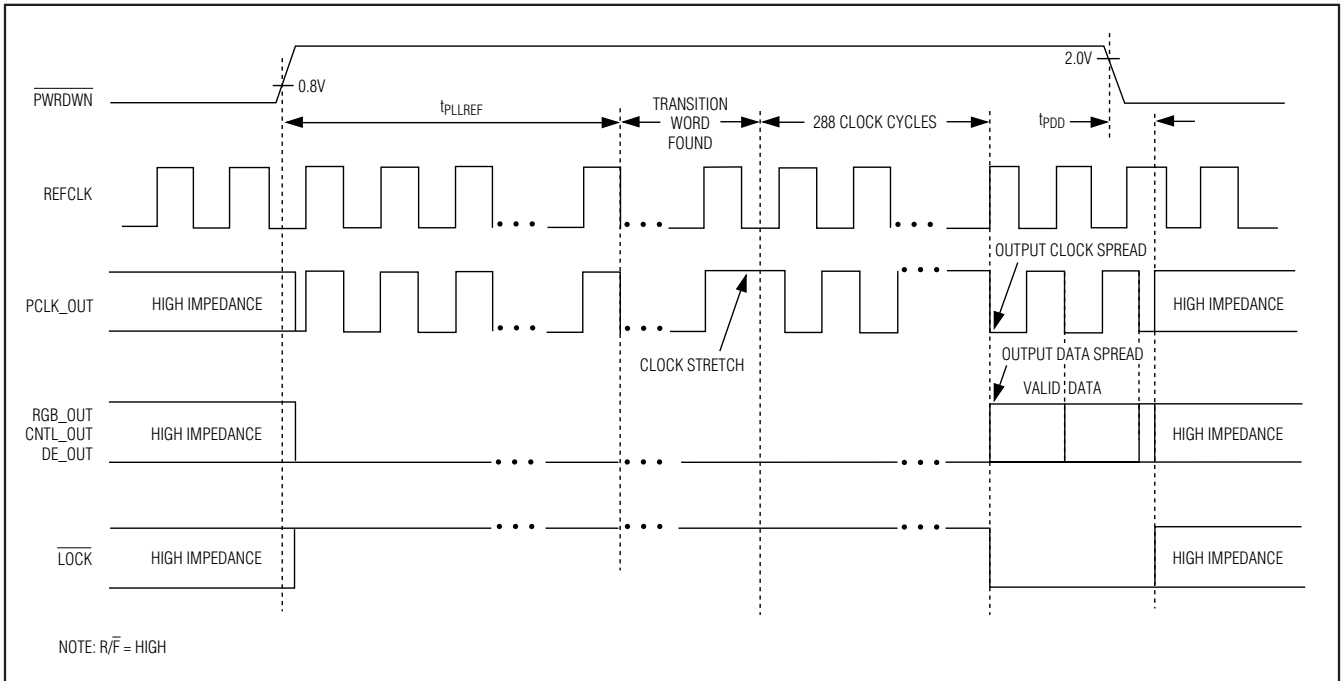 2.0V
0.8V
P̅W̅R̅D̅W̅N̅
tPLLREF
TRANSITION
WORD
FOUND
288 CLOCK CYCLES
tPDD
REFCLK
OUTPUT CLOCK SPREAD
PCLK_OUT
HIGH IMPEDANCE
HIGH IMPEDANCE
CLOCK STRETCH
OUTPUT DATA SPREAD
VALID DATA
RGB_OUT
CNTL_OUT
DE_OUT
HIGH IMPEDANCE
HIGH IMPEDANCE
L̅O̅C̅K̅
HIGH IMPEDANCE
HIGH IMPEDANCE
NOTE: R/F̅ = HIGH